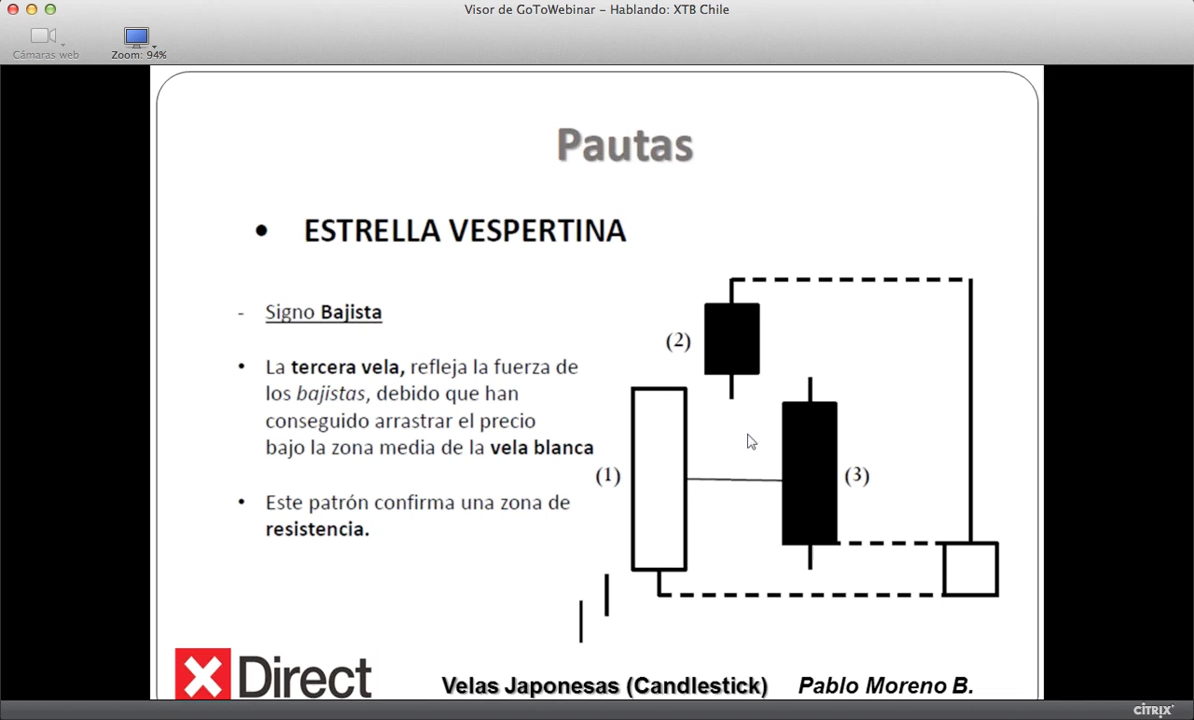 Visor de GoToWebinar - Hablando: XTB Chile
Cámaras web
Zoom: 94%
Pautas
• ESTRELLA VESPERTINA
- Signo Bajista
• La tercera vela, refleja la fuerza de
los bajistas, debido que han
conseguido arrastrar el precio
bajo la zona media de la vela blanca
• Este patrón confirma una zona de
resistencia.
(2)
(1)
(3)
X Direct
Velas Japonesas (Candlestick) Pablo Moreno B.
CİTRIX